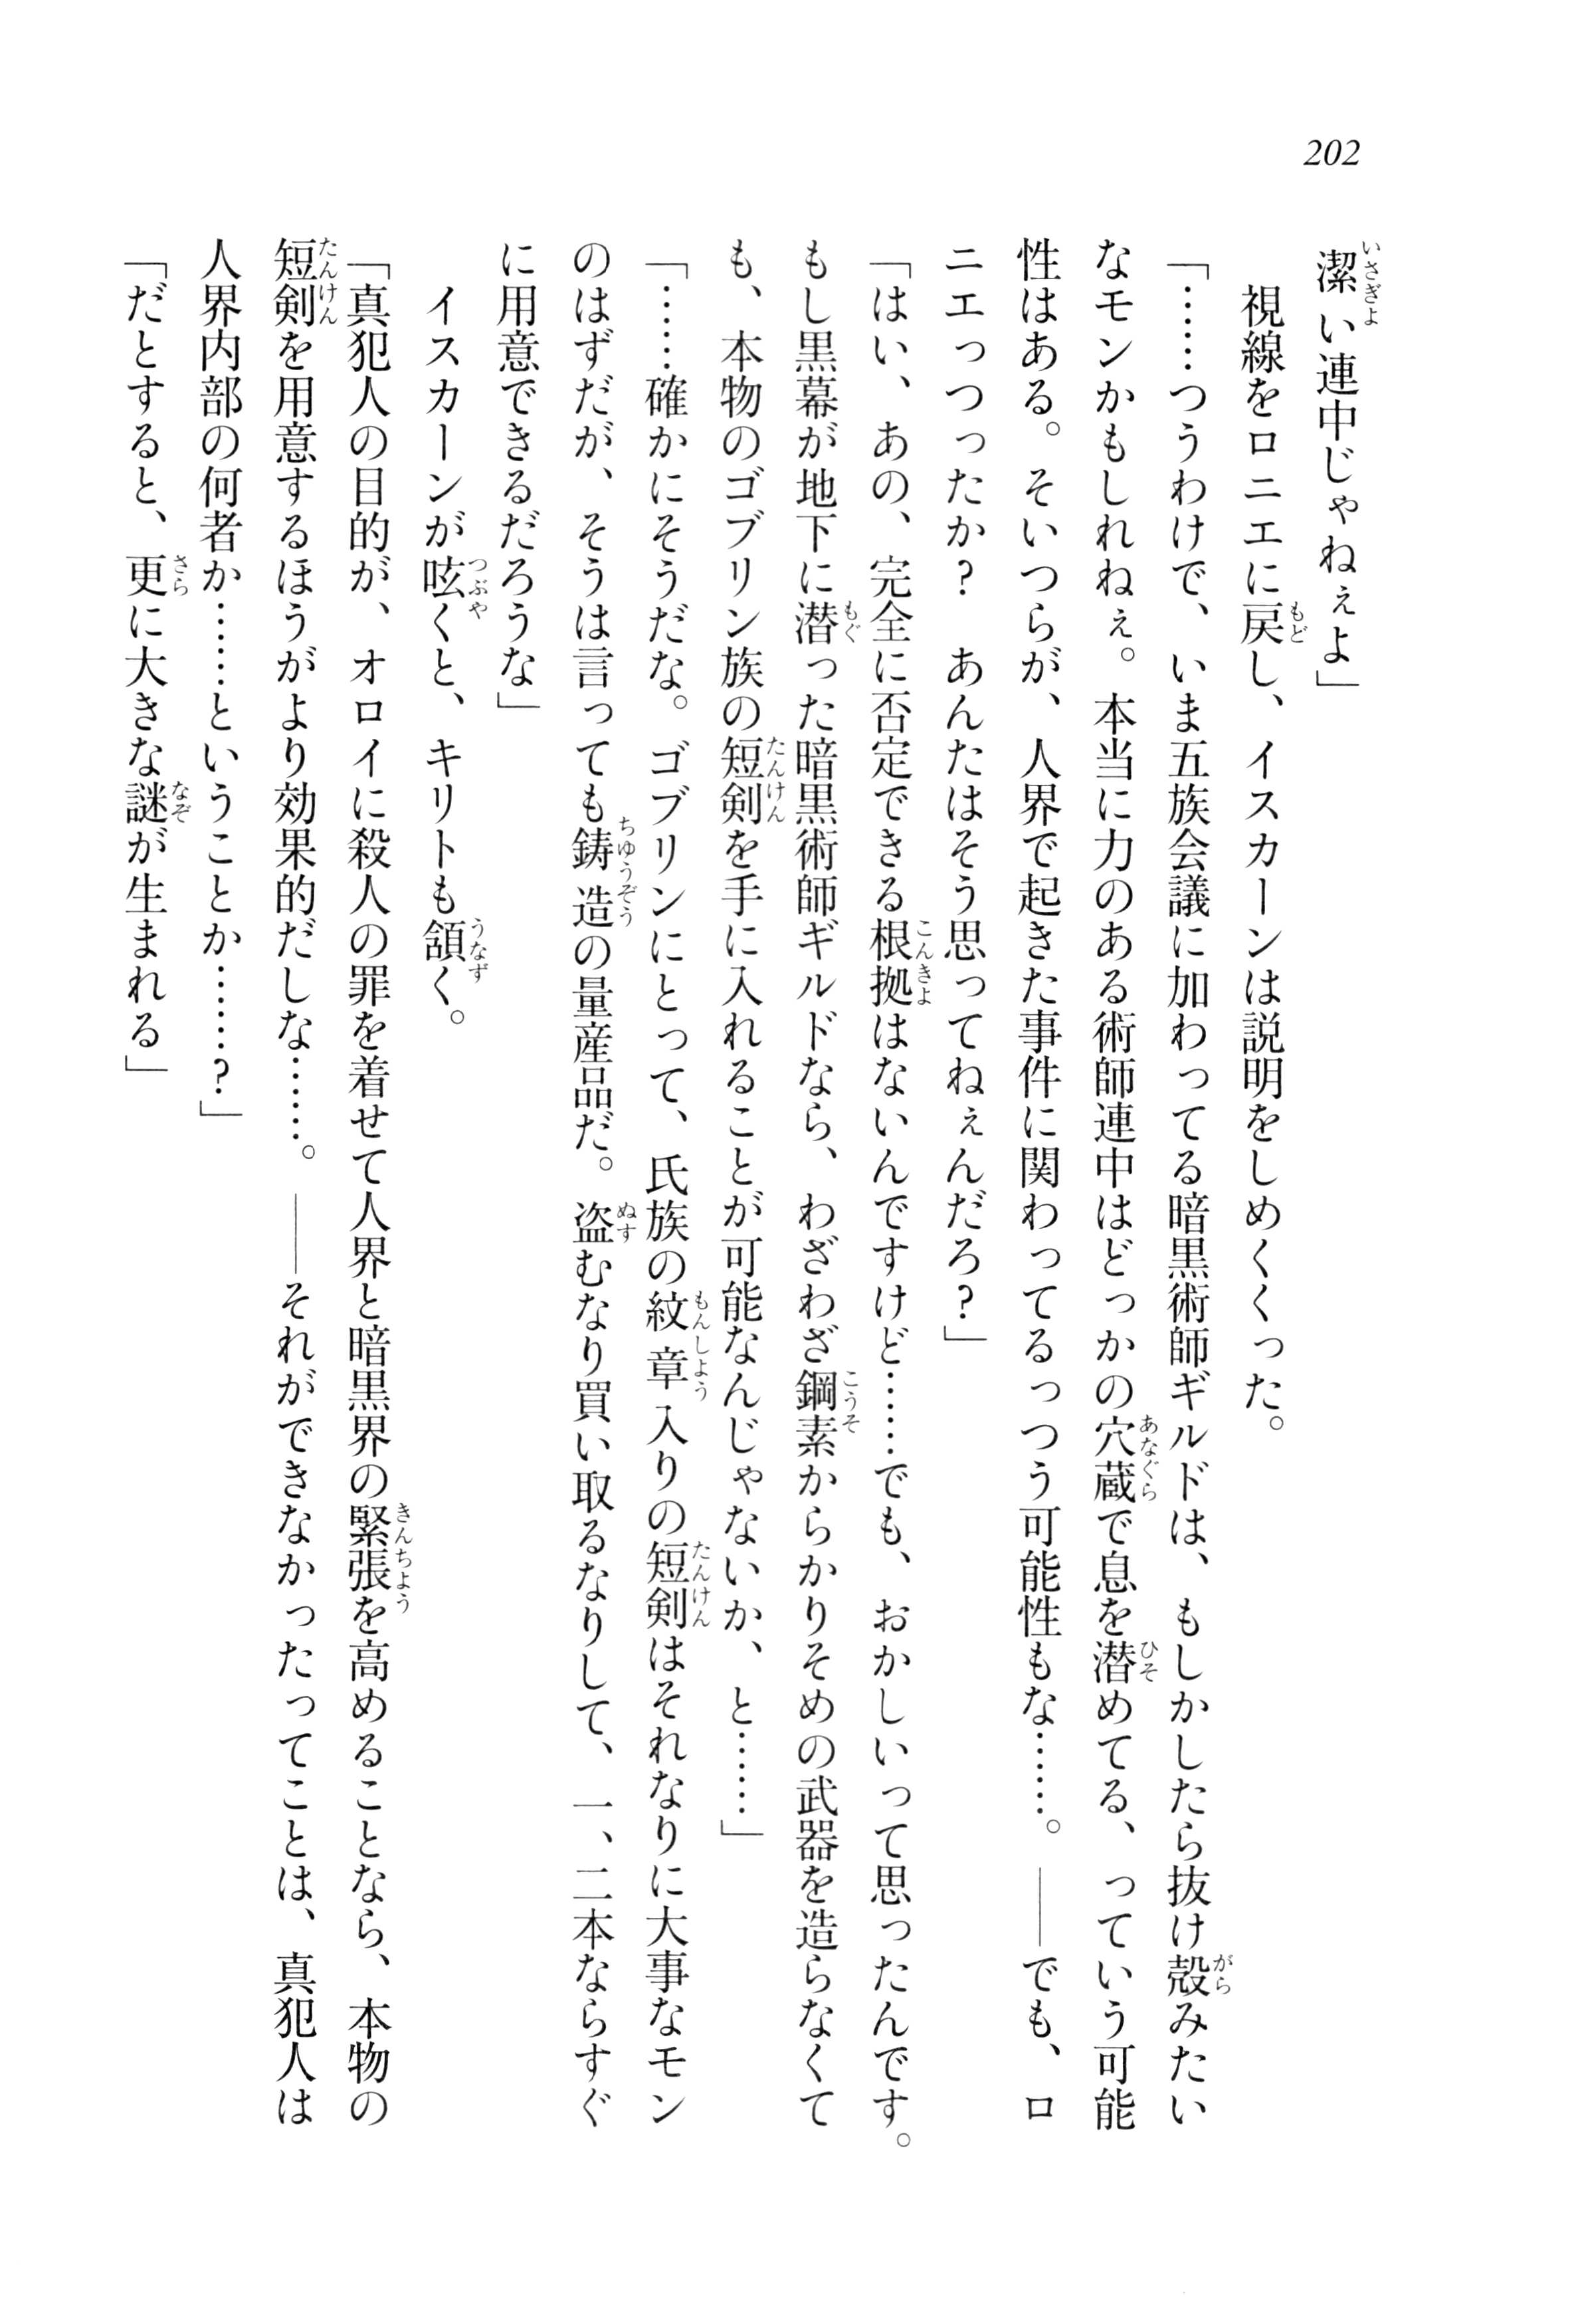 202
潔い連中じゃねぇよ」
　視線をロニエに戻し、イスカーンは説明をしめくくった。
「……つうわけで、いま五族会議に加わってる暗黒術師ギルドは、もしかしたら抜け殻みたい
なモンかもしれねぇ。本当に力のある術師連中はどっかの穴蔵で息を潜めてる、っていう可能
性はある。そいつらが、人界で起きた事件に関わってるっつう可能性もな……。――でも、ロ
ニエっつったか？　あんたはそう思ってねぇんだろ？」
「はい、あの、完全に否定できる根拠はないんですけど……でも、おかしいって思ったんです。
もし黒幕が地下に潜った暗黒術師ギルドなら、わざわざ鋼素からかりそめの武器を造らなくて
も、本物のゴブリン族の短剣を手に入れることが可能なんじゃないか、と……」
「……確かにそうだな。ゴブリンにとって、氏族の紋章入りの短剣はそれなりに大事なモン
のはずだが、そうは言っても鋳造の量産品だ。盗むなり買い取るなりして、一、二本ならすぐ
に用意できるだろうな」
　イスカーンが呟くと、キリトも頷く。
「真犯人の目的が、オロイに殺人の罪を着せて人界と暗黒界の緊張を高めることなら、本物の
短剣を用意するほうがより効果的だしな……。――それができなかったってことは、真犯人は
人界内部の何者か……ということか……？」
「だとすると、更に大きな謎が生まれる」